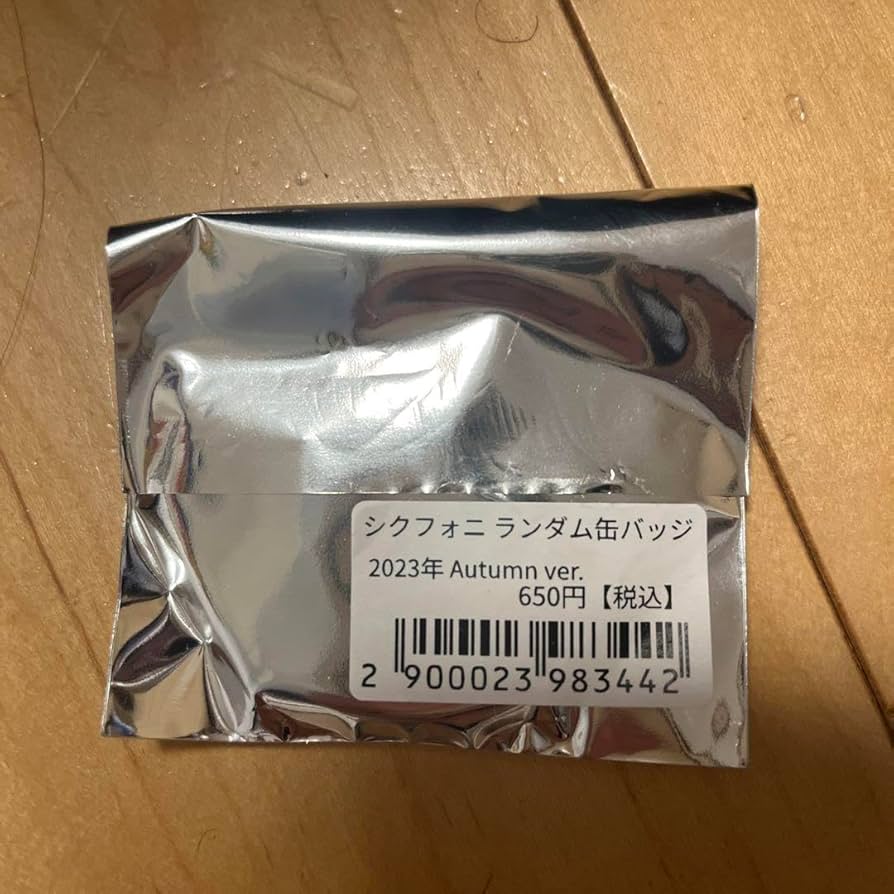 シクフォニ ランダム缶バッジ
2023年 Autumn ver.
650円【税込】
2 900023 983442